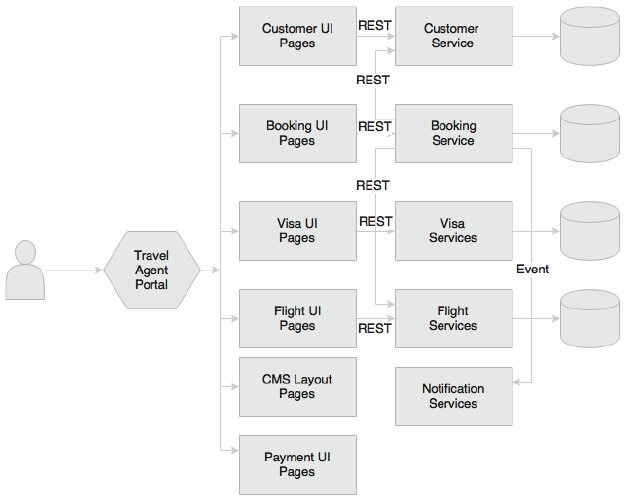 Customer UI
Pages
REST
Customer
Service
REST
Booking UI
Pages
REST
Booking
Service
REST
Visa UI
Pages
REST
Visa
Services
Travel
Agent
Portal
Event
Flight UI
Pages
REST
Flight
Services
CMS Layout
Pages
Notification
Services
Payment UI
Pages